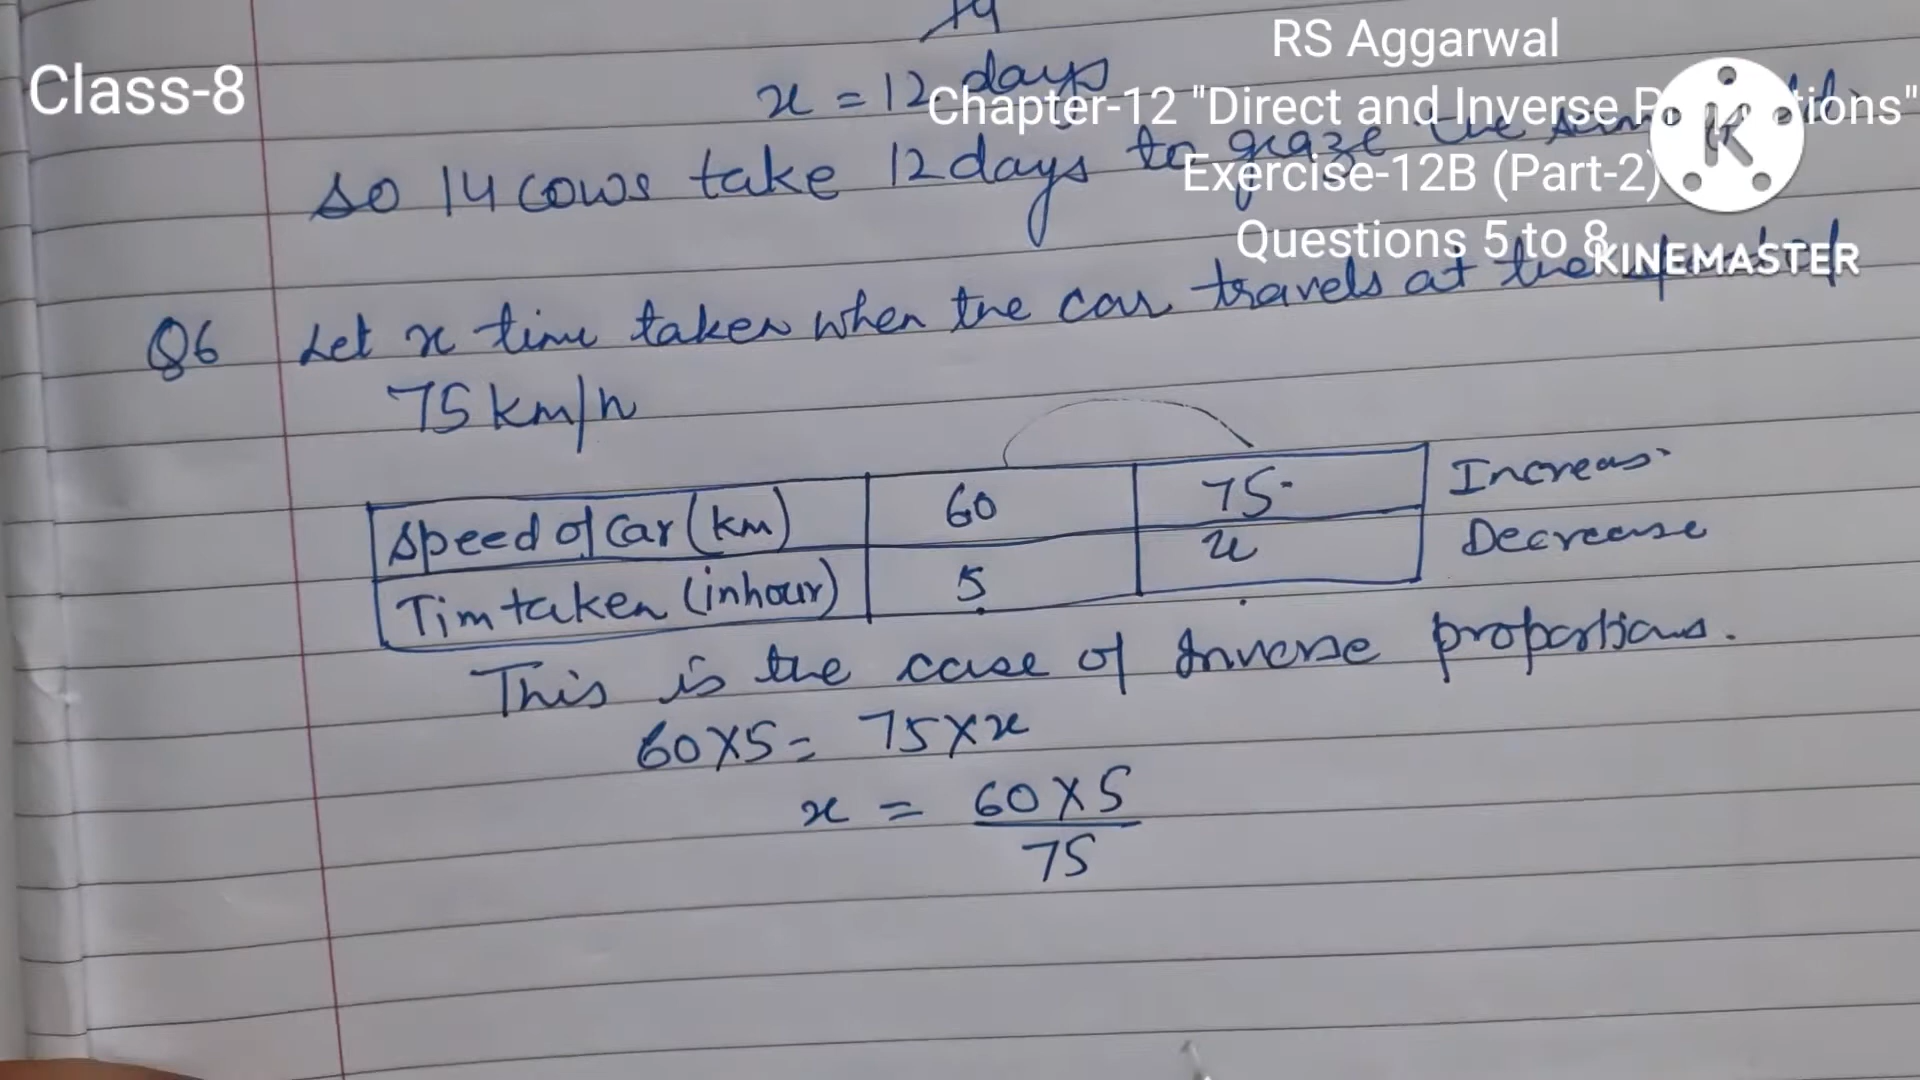 Class-8
RS Aggarwal
Chapter-12 "Direct and Inverse
Exercise-12B (Part-2)
Questions 5 to 8
KINEMASTER
x = 12 days
so 14 cows take 12 days to graze the
Q6 Let x time taken when the car travels at the
75 km/h
Speed of Car (km) 60 75 Increas
Tim taken (in hour) 5 x Decrease
This is the case of Inverse proportions.
60 X 5 = 75 X x
x = 60 X 5
75